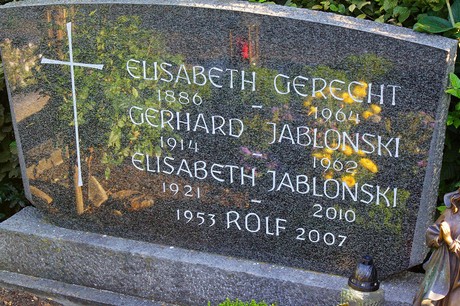 ELISABETH GERECHT
1886 – 1964
GERHARD JABLONSKI
1914 – 1962
ELISABETH JABLONSKI
1921 – 2010
1953 ROLF 2007